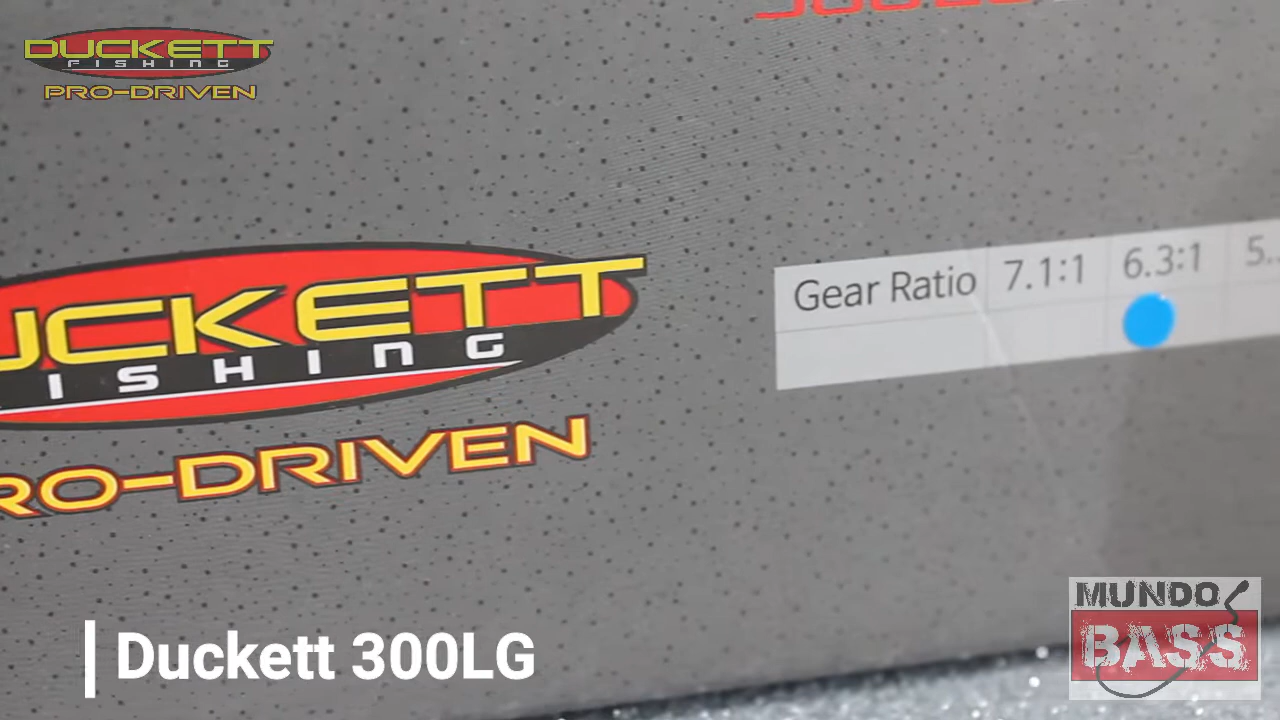 DUCKETT
FISHING
PRO-DRIVEN
Gear Ratio 7.1:1 6.3:1
UCKETT
ISHING
RO-DRIVEN
Duckett 300LG
MUNDO
BASS